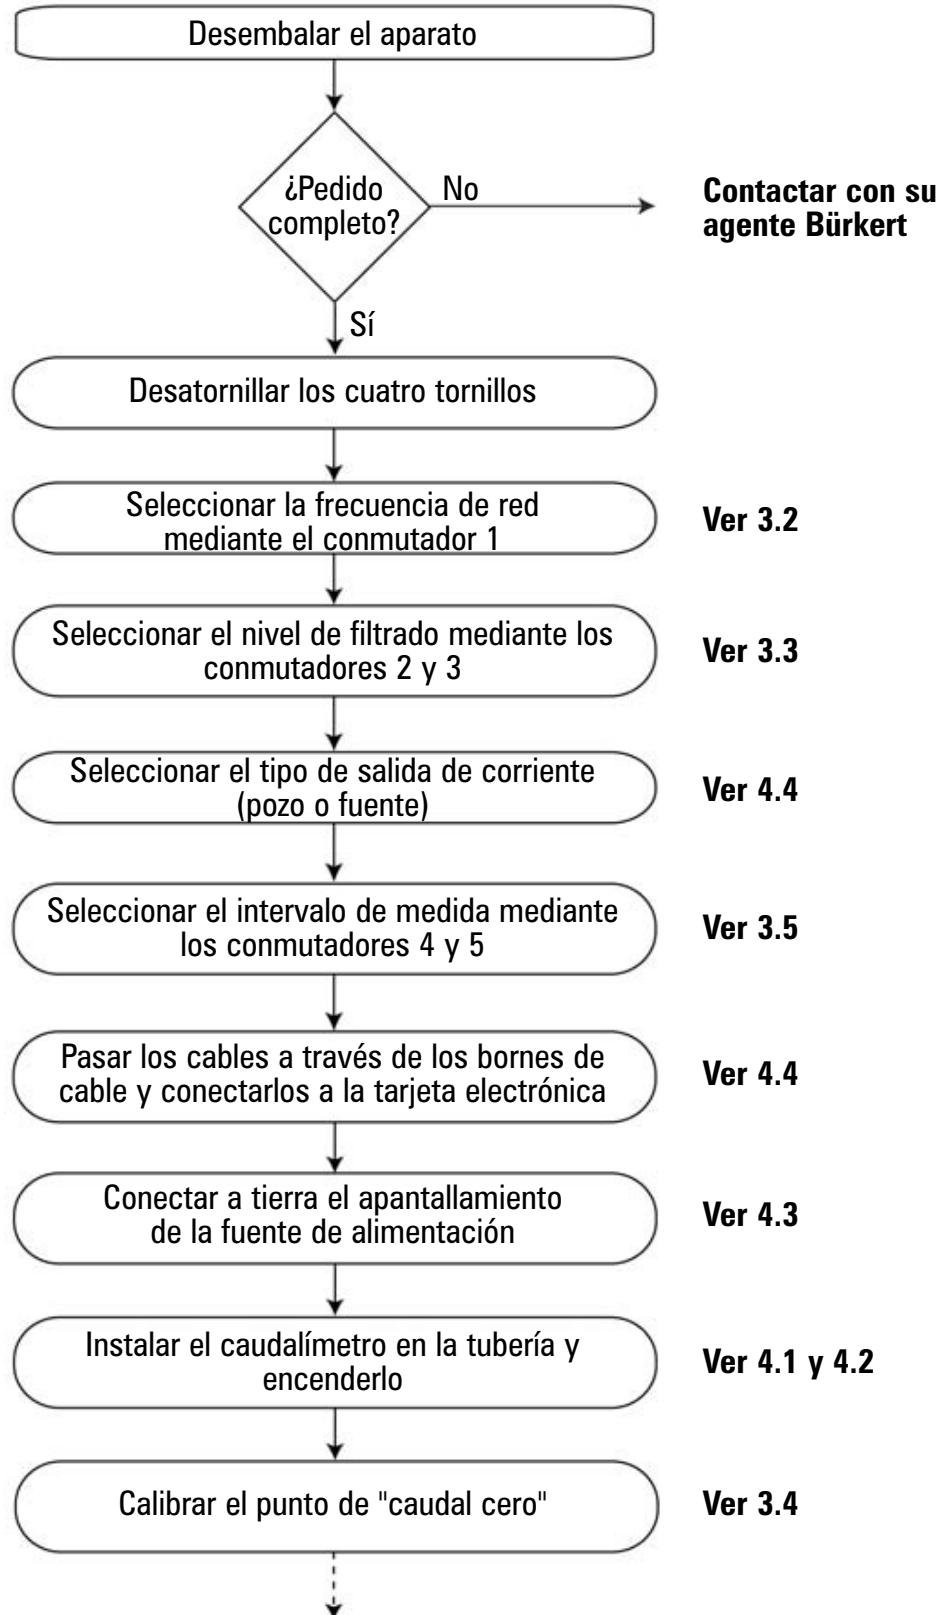 Desembalar el aparato
¿Pedido
completo?
No
Contactar con su
agente Bürkert
Sí
Desatornillar los cuatro tornillos
Seleccionar la frecuencia de red
mediante el conmutador 1
Ver 3.2
Seleccionar el nivel de filtrado mediante los
conmutadores 2 y 3
Ver 3.3
Seleccionar el tipo de salida de corriente
(pozo o fuente)
Ver 4.4
Seleccionar el intervalo de medida mediante
los conmutadores 4 y 5
Ver 3.5
Pasar los cables a través de los bornes de
cable y conectarlos a la tarjeta electrónica
Ver 4.4
Conectar a tierra el apantallamiento
de la fuente de alimentación
Ver 4.3
Instalar el caudalímetro en la tubería y
encenderlo
Ver 4.1 y 4.2
Calibrar el punto de "caudal cero"
Ver 3.4